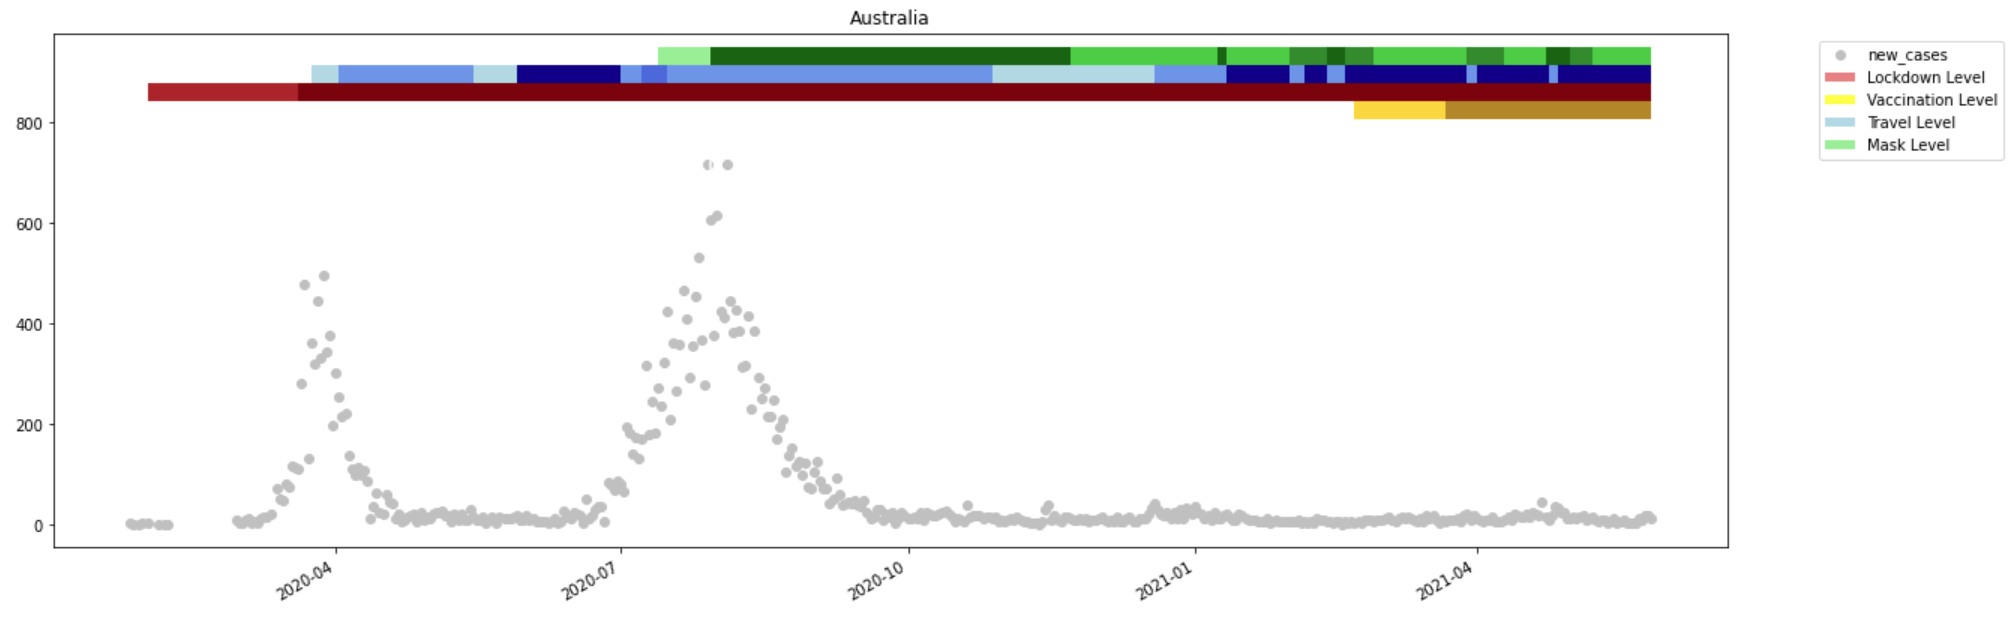 Australia
new_cases
Lockdown Level
Vaccination Level
Travel Level
Mask Level
800
600
400
200
0
2020-04
2020-07
2020-10
2021-01
2021-04